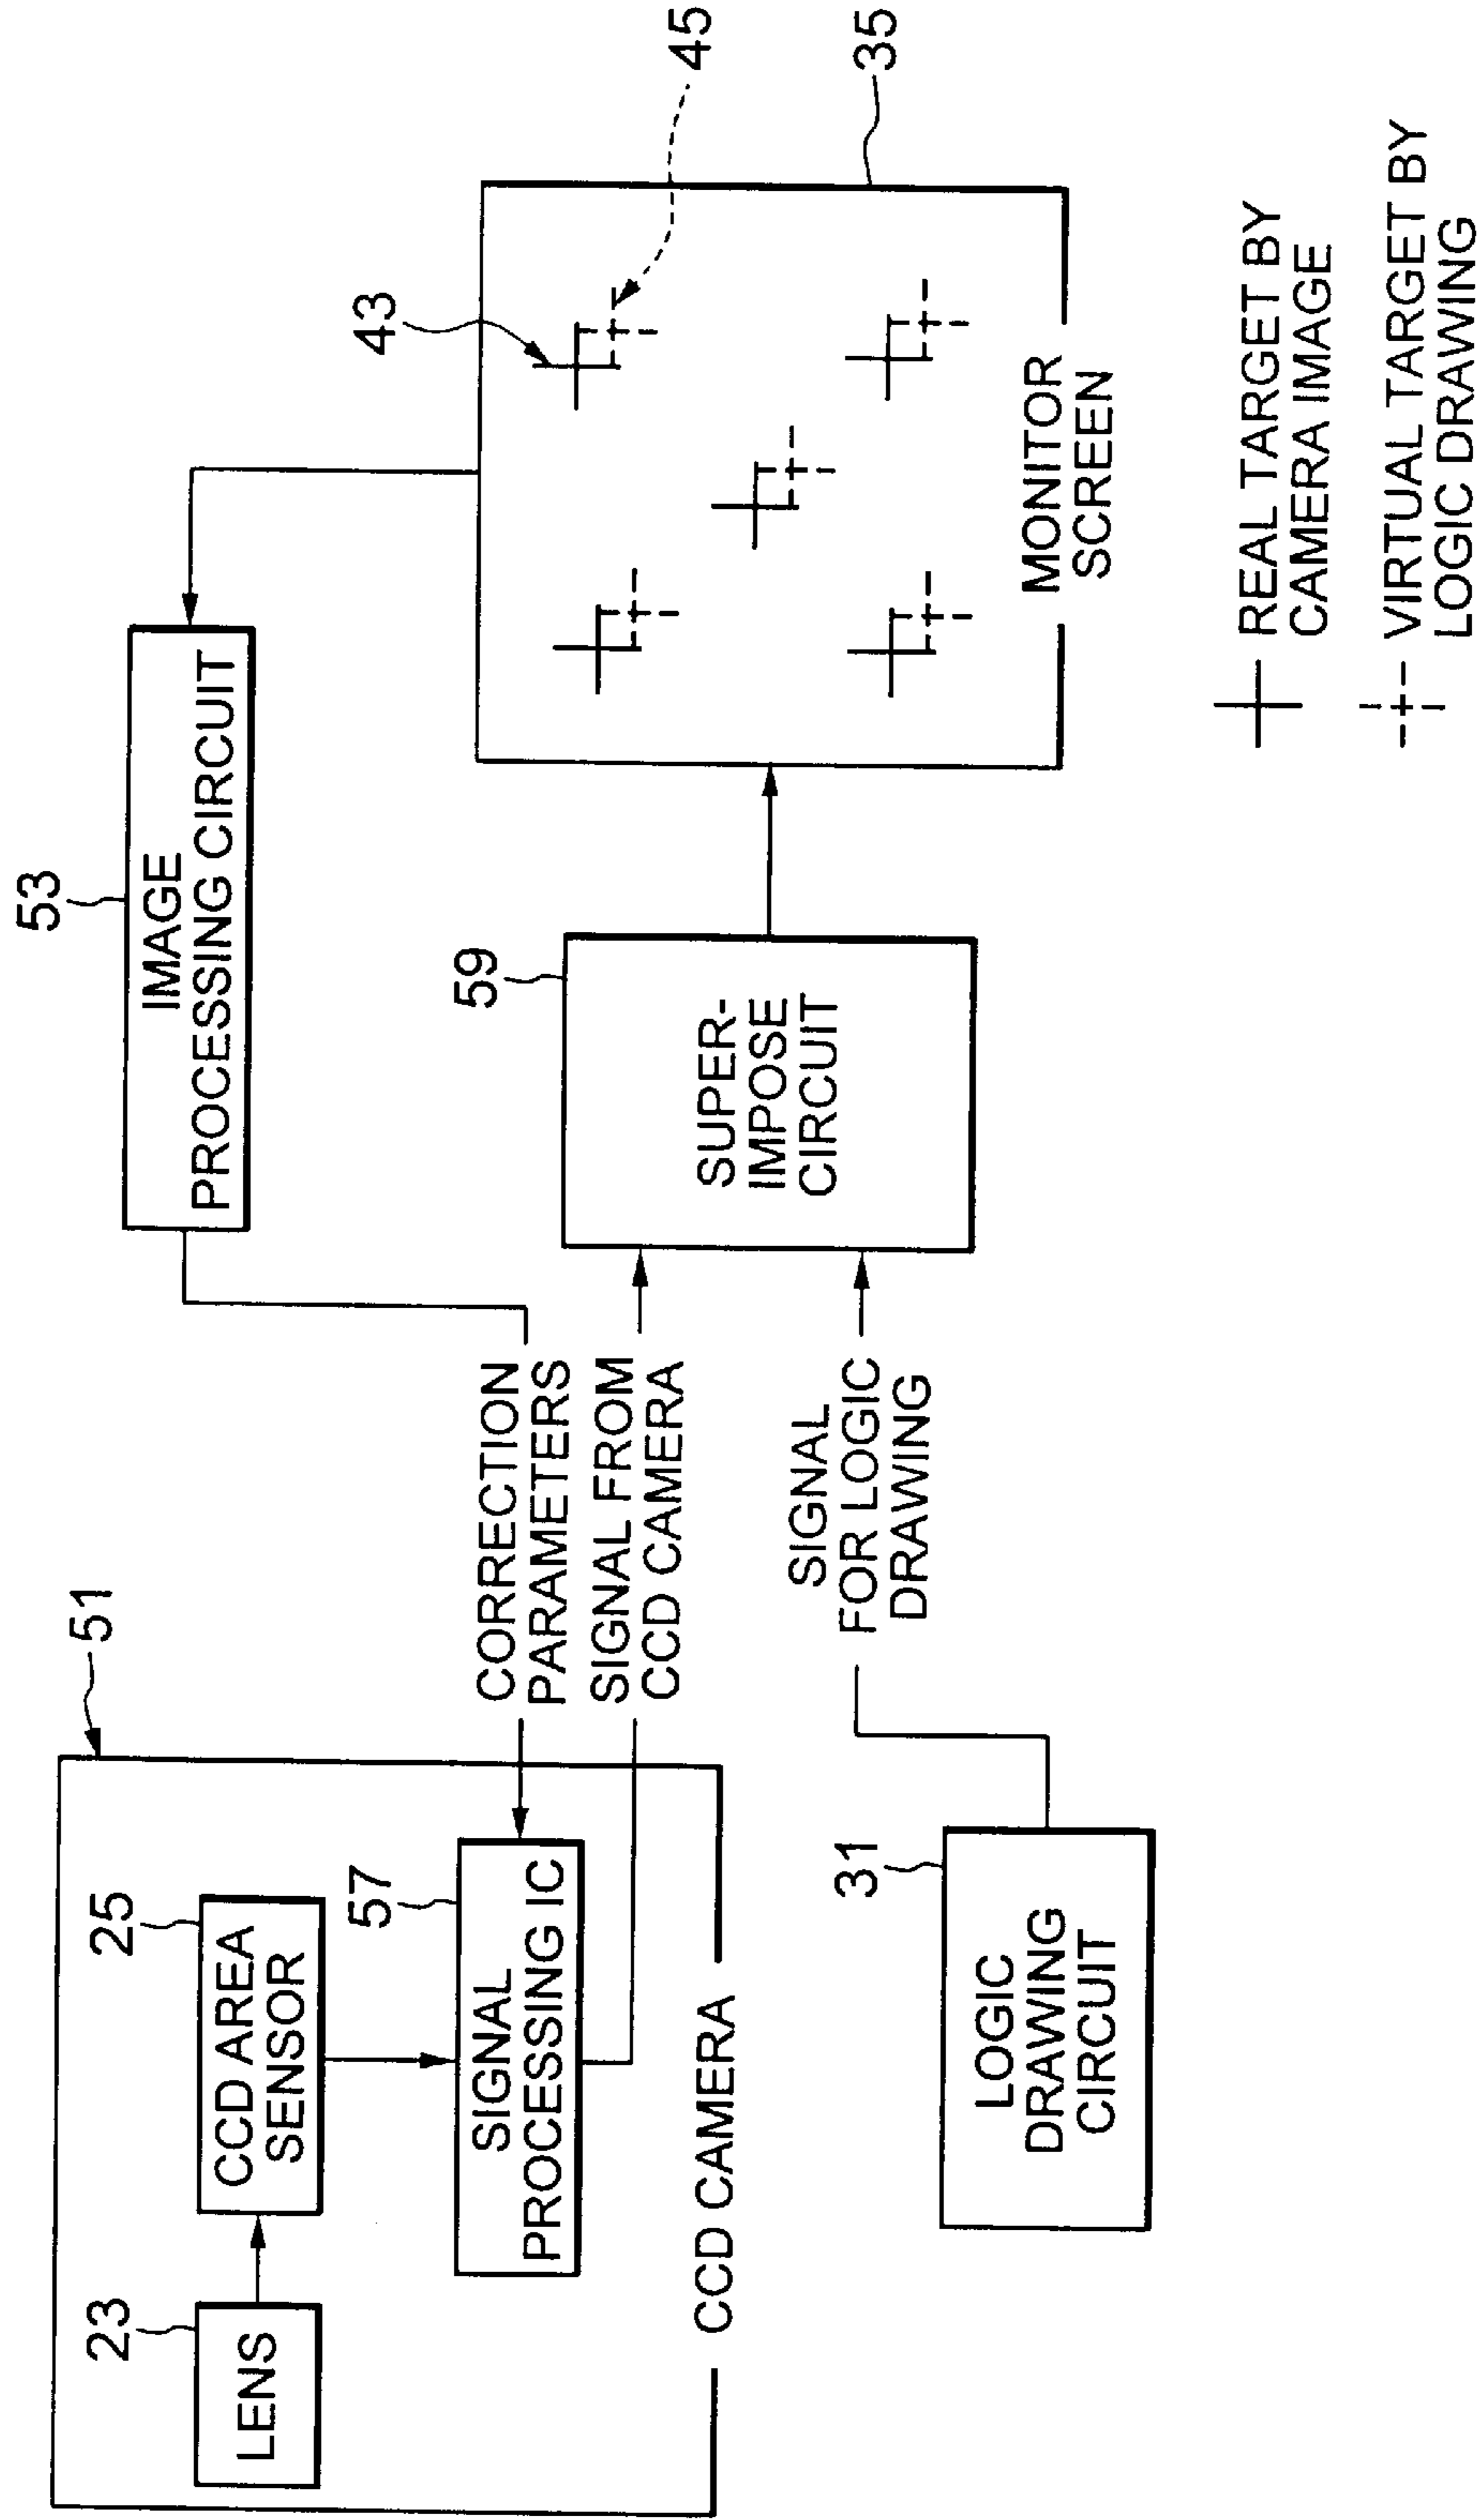 51
23
LENS
25
CCD AREA
SENSOR
57
SIGNAL
PROCESSING IC
CCD CAMERA
31
LOGIC
DRAWING
CIRCUIT
CORRECTION
PARAMETERS
SIGNAL FROM
CCD CAMERA
SIGNAL
FOR LOGIC
DRAWING
53
IMAGE
PROCESSING CIRCUIT
59
SUPER-
IMPOSE
CIRCUIT
43
45
35
MONITOR
SCREEN
REAL TARGET BY
CAMERA IMAGE
VIRTUAL TARGET BY
LOGIC DRAWING